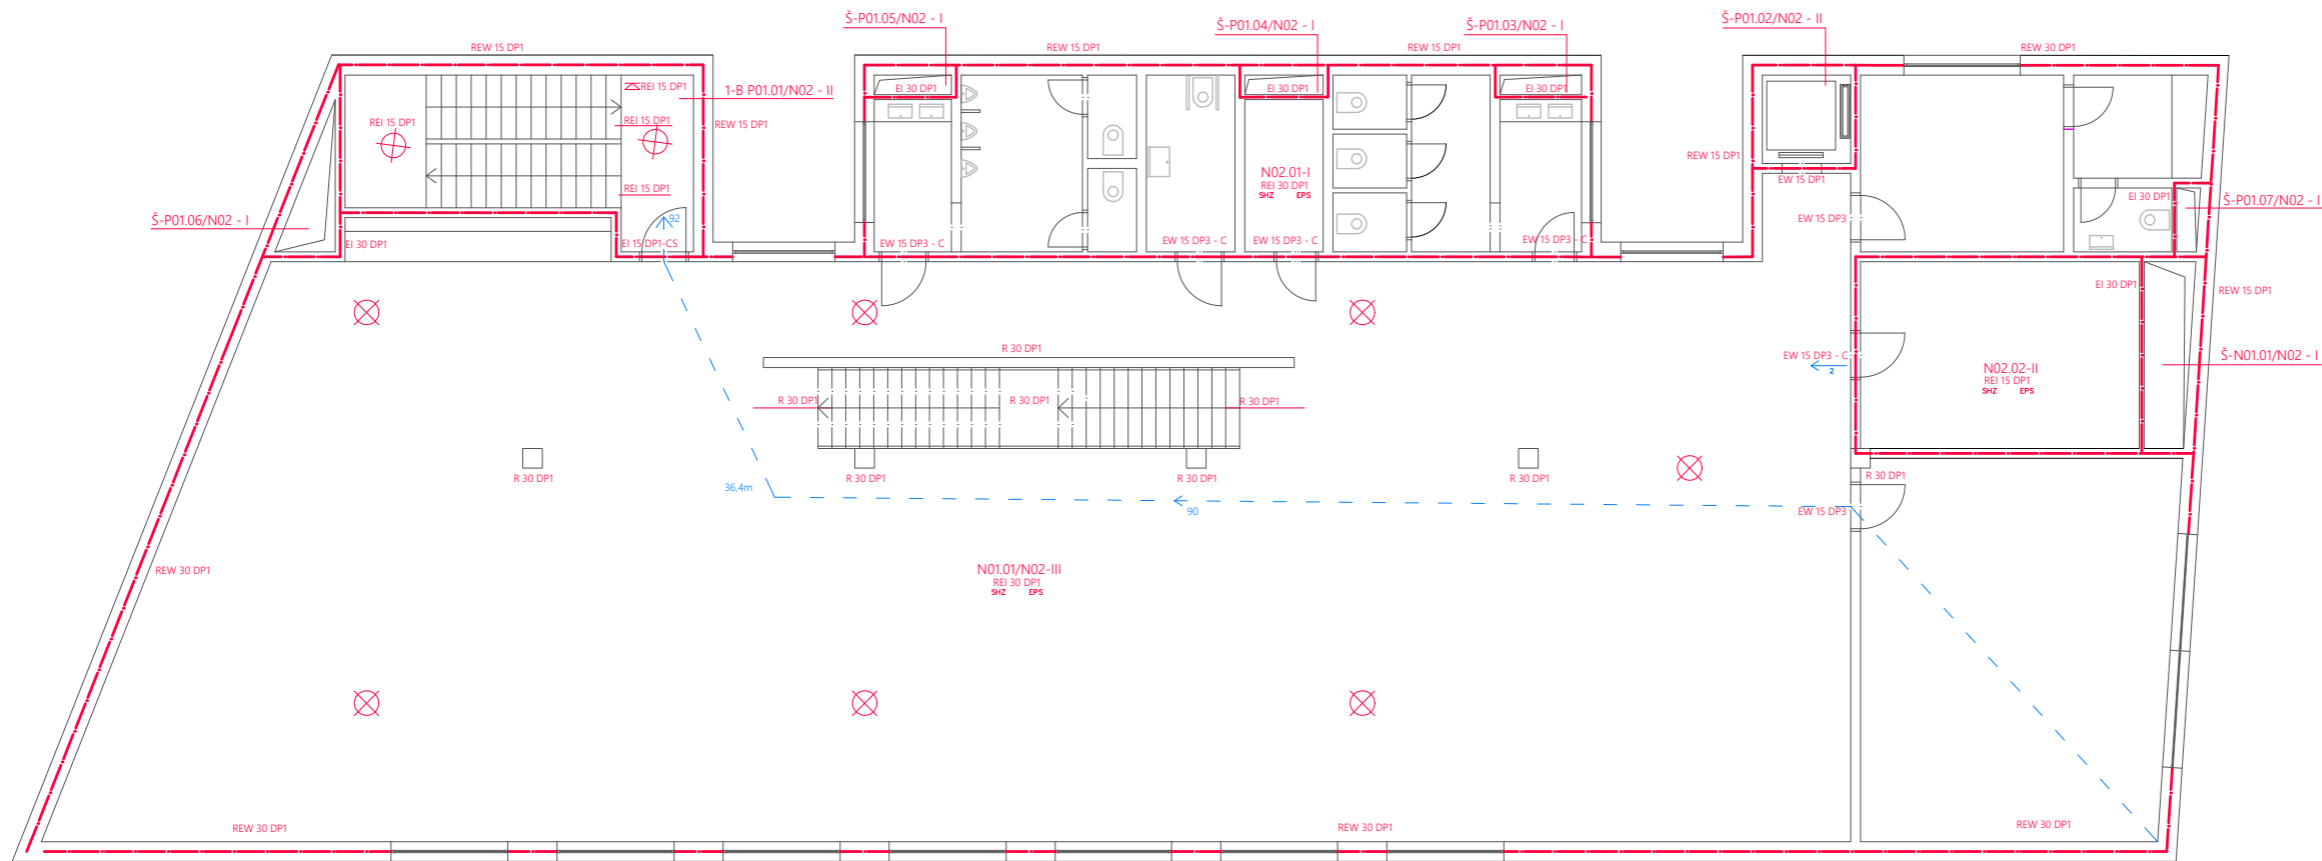 Š-P01.05/N02 - I
Š-P01.04/N02 - I
Š-P01.03/N02 - I
Š-P01.02/N02 - II
REW 15 DP1
REW 15 DP1
REW 15 DP1
REW 30 DP1
REI 15 DP1
1-B P01.01/N02 - II
EI 30 DP1
EI 30 DP1
EI 30 DP1
REI 15 DP1
REI 15 DP1
REW 15 DP1
REW 15 DP1
N02.01-I
REI 30 DP1
SHZ EPS
EW 15 DP1
REI 15 DP1
EI 30 DP1
Š-P01.07/N02 - I
Š-P01.06/N02 - I
92
EW 15 DP3
EI 30 DP1
EI 15 DP1-CS
EW 15 DP3 - C
EW 15 DP3 - C
EW 15 DP3 - C
EW 15 DP3 - C
EI 30 DP1
REW 15 DP1
R 30 DP1
EW 15 DP3 - C
Š-N01.01/N02 - I
2
N02.02-II
REI 15 DP1
SHZ EPS
R 30 DP1
R 30 DP1
R 30 DP1
R 30 DP1
R 30 DP1
R 30 DP1
R 30 DP1
R 30 DP1
36,4m
90
EW 15 DP3
N01.01/N02-III
REI 30 DP1
SHZ EPS
REW 30 DP1
REW 30 DP1
REW 30 DP1
REW 30 DP1